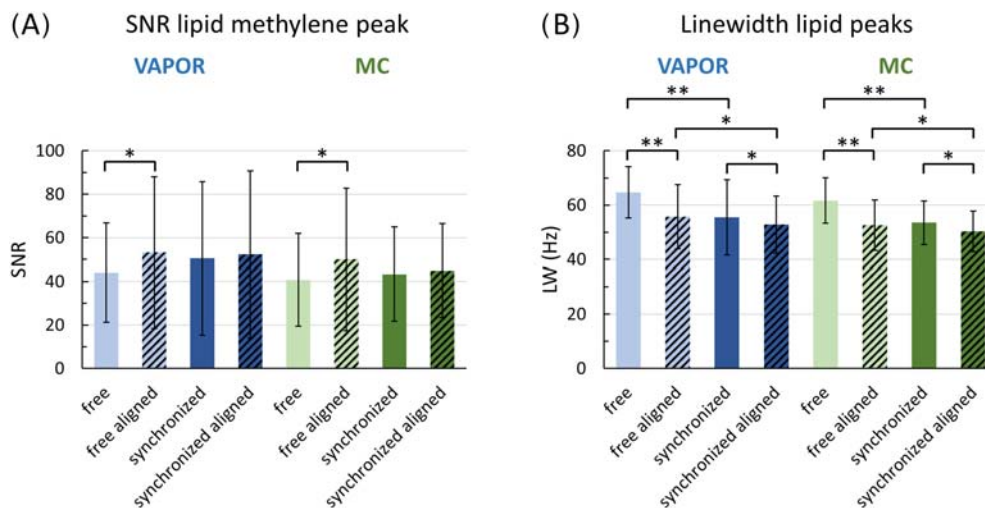 (A) SNR lipid methylene peak
VAPOR MC
* *
SNR
100
80
60
40
20
0
free
free aligned
synchronized
synchronized aligned
free
free aligned
synchronized
synchronized aligned
(B) Linewidth lipid peaks
VAPOR MC
** **
* *
** * ** *
LW (Hz)
80
60
40
20
0
free
free aligned
synchronized
synchronized aligned
free
free aligned
synchronized
synchronized aligned